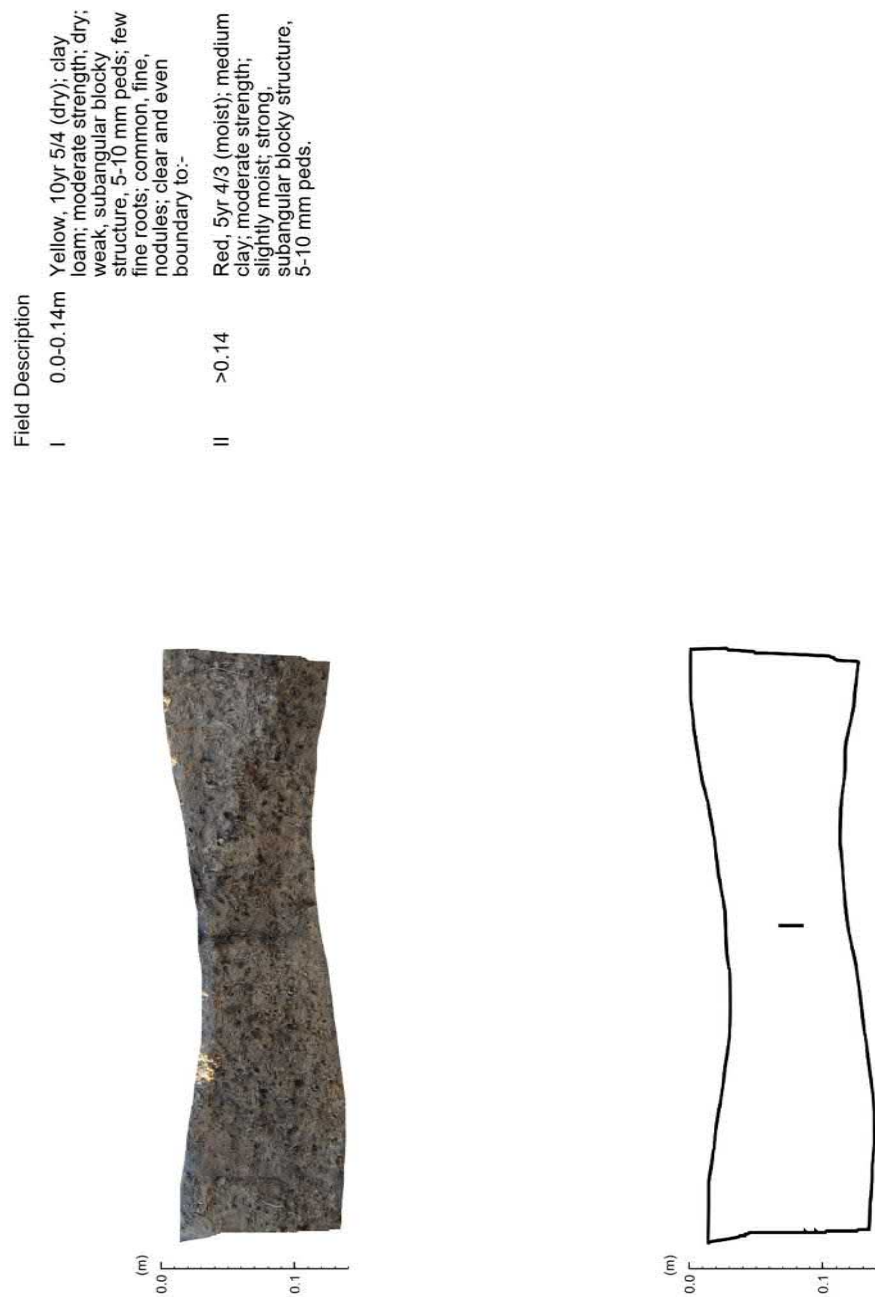 Field Description
I 0.0-0.14m Yellow, 10yr 5/4 (dry); clay
loam; moderate strength; dry;
weak, subangular blocky
structure, 5-10 mm peds; few
fine roots; common, fine,
nodules; clear and even
boundary to:-
II >0.14 Red, 5yr 4/3 (moist); medium
clay; moderate strength;
slightly moist; strong,
subangular blocky structure,
5-10 mm peds.
(m)
0.0
0.1
(m)
0.0
0.1
I